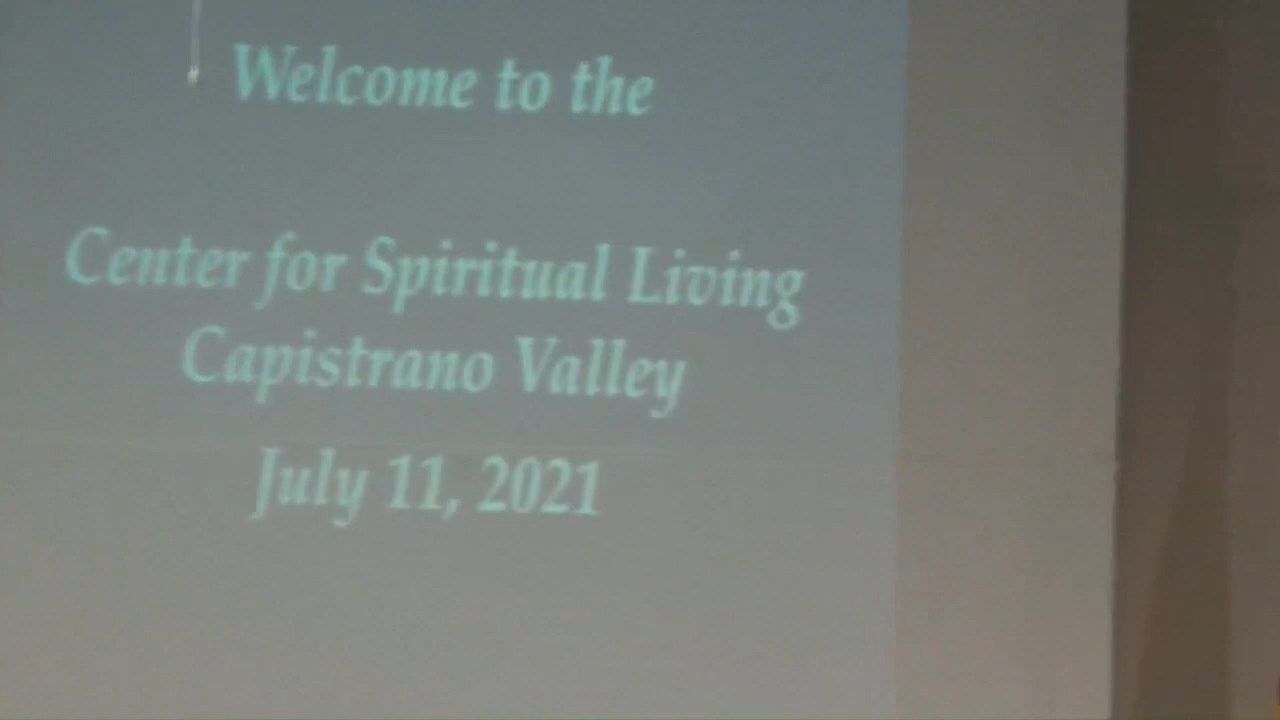 Welcome to the
Center for Spiritual Living
Capistrano Valley
July 11, 2021